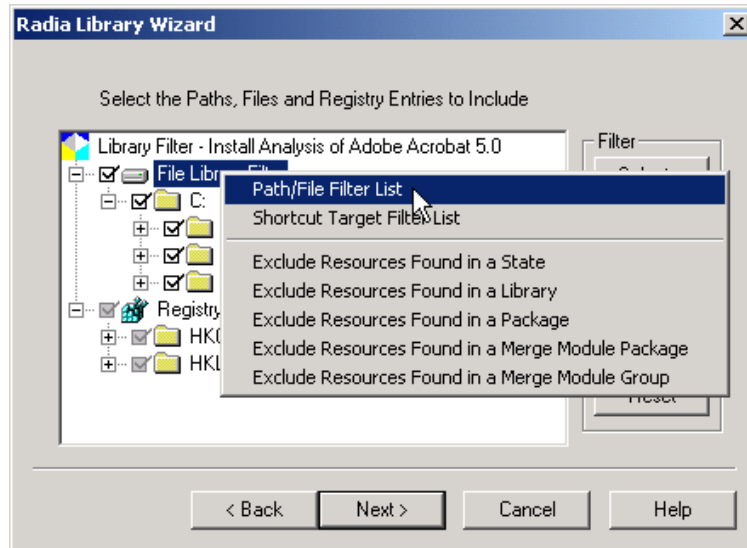 Radia Library Wizard
Select the Paths, Files and Registry Entries to Include
Library Filter - Install Analysis of Adobe Acrobat 5.0
Filter
File
Path/File Filter List
C:
Shortcut Target Filter List
Exclude Resources Found in a State
Exclude Resources Found in a Library
Registry
Exclude Resources Found in a Package
Exclude Resources Found in a Merge Module Package
Exclude Resources Found in a Merge Module Group
Reset
< Back
Next >
Cancel
Help